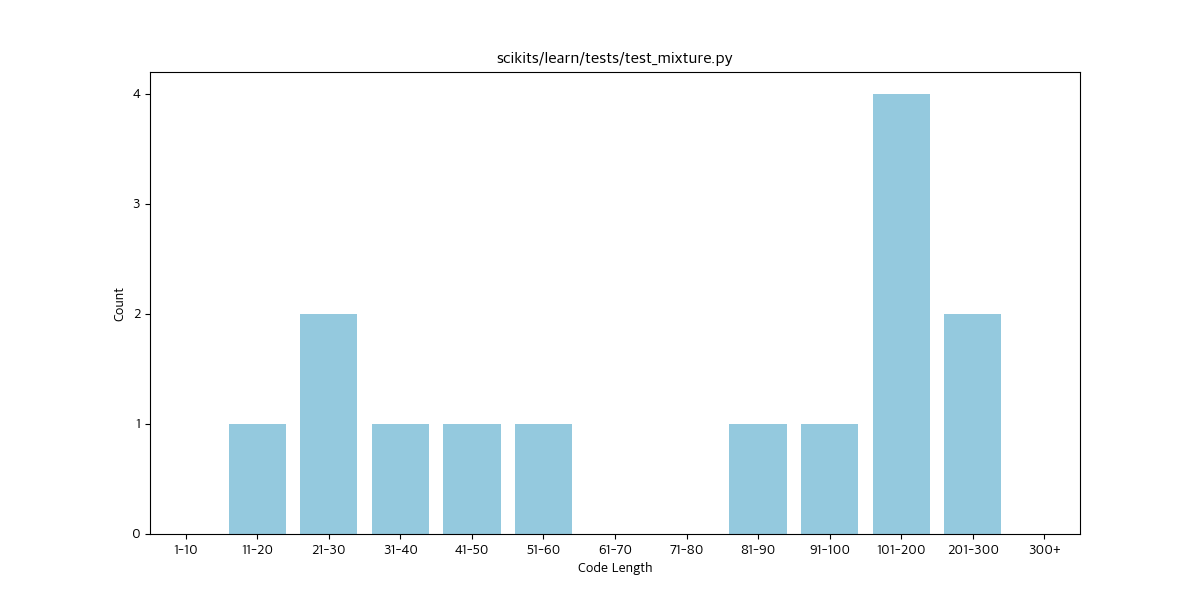 scikits/learn/tests/test_mixture.py
4
3
2
1
0
Count
1-10 11-20 21-30 31-40 41-50 51-60 61-70 71-80 81-90 91-100 101-200 201-300 300+
Code Length